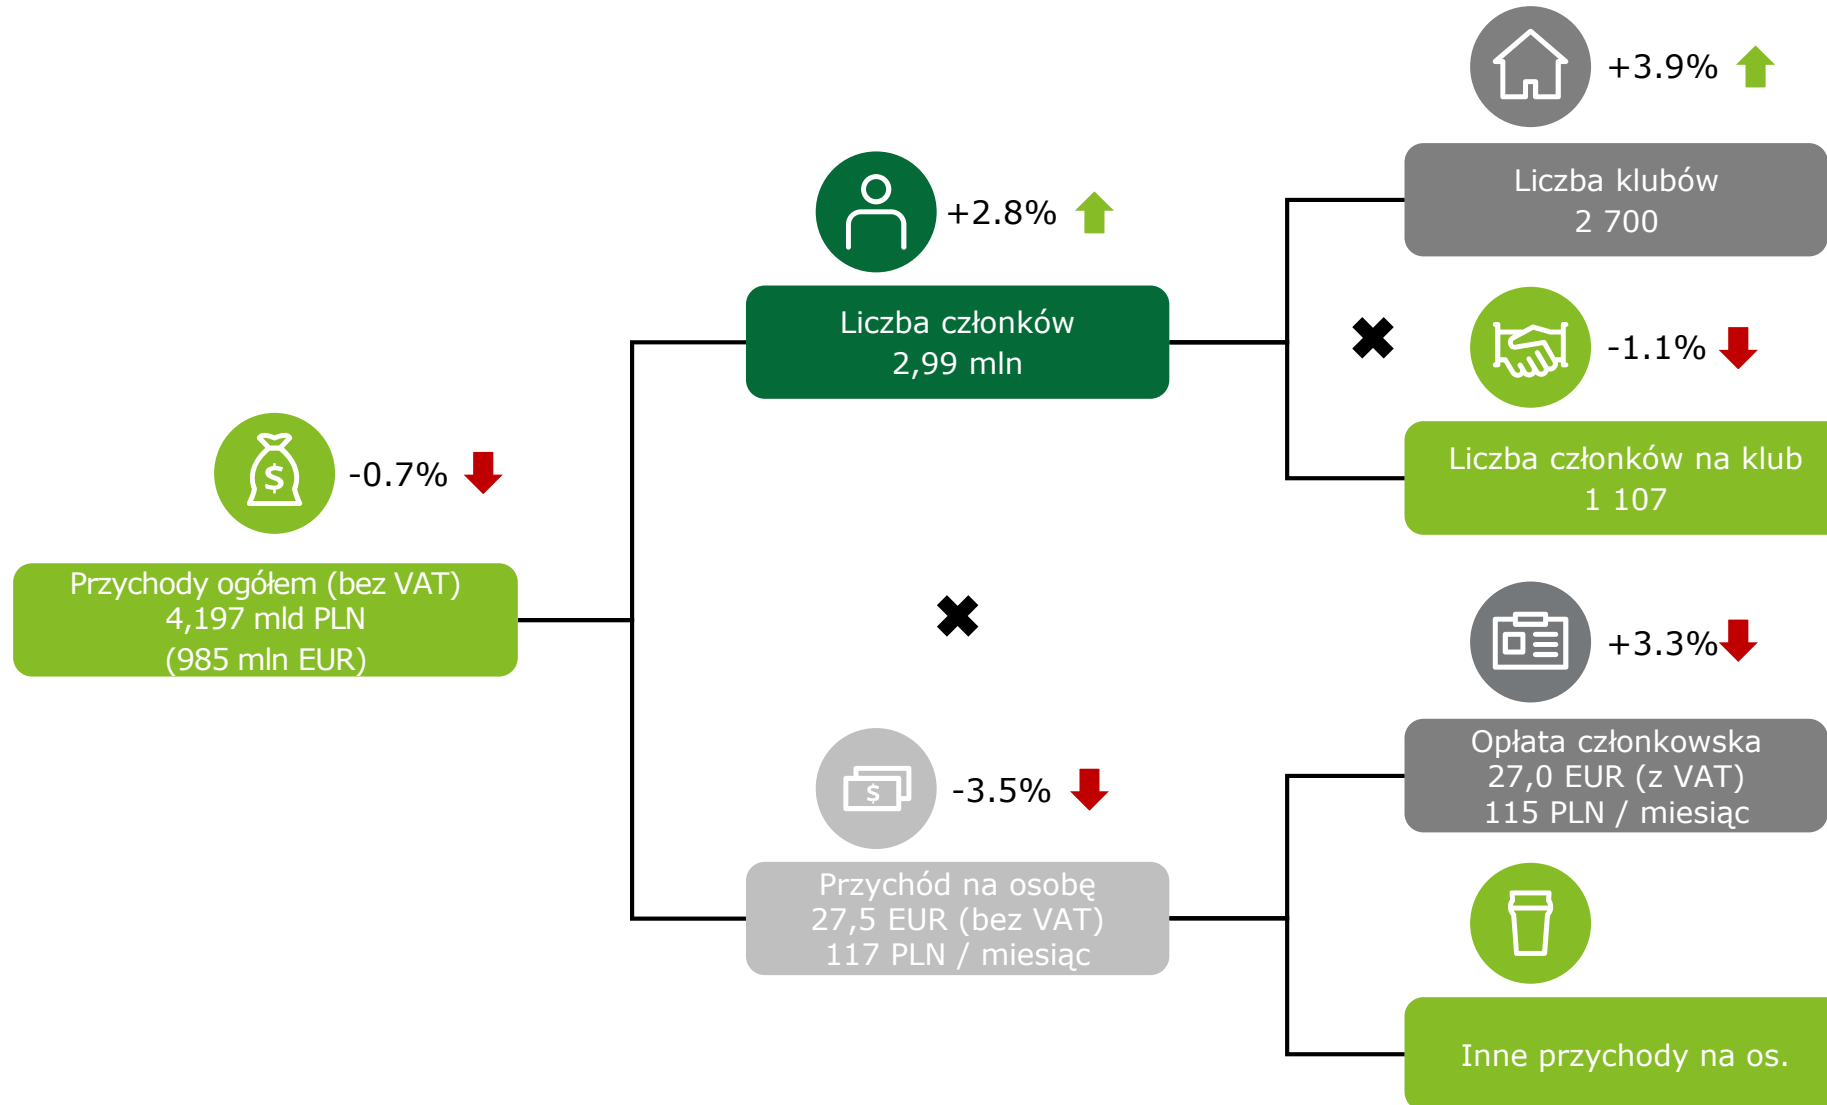 +3.9%
Liczba klubów
2 700
+2.8%
Liczba członków
2,99 mln
-1.1%
Liczba członków na klub
1 107
$
-0.7%
Przychody ogółem (bez VAT)
4,197 mld PLN
(985 mln EUR)
+3.3%
Opłata członkowska
27,0 EUR (z VAT)
115 PLN / miesiąc
$
-3.5%
Przychód na osobę
27,5 EUR (bez VAT)
117 PLN / miesiąc
Inne przychody na os.